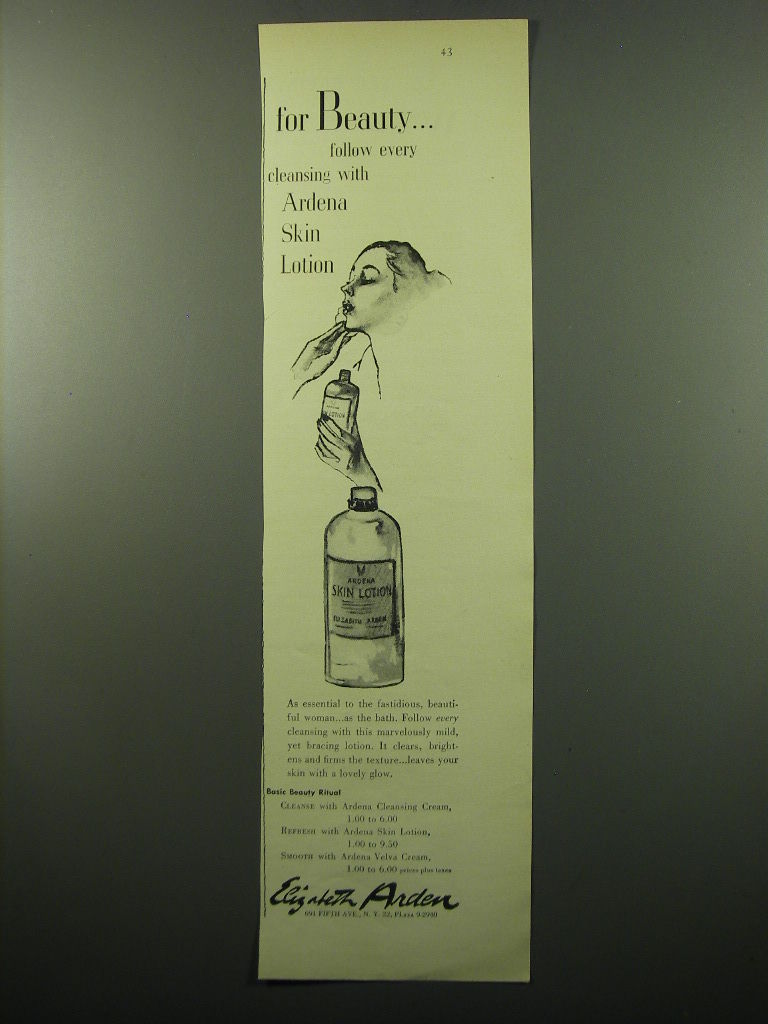 43
for Beauty...
follow every
cleansing with
Ardena
Skin
Lotion
LOTION
ARDENA
SKIN LOTION
ELIZABETH ARDEN
As essential to the fastidious, beauti-
ful woman...as the bath. Follow every
cleansing with this marvelously mild,
yet bracing lotion. It clears, bright-
ens and firms the texture...leaves your
skin with a lovely glow.
Basic Beauty Ritual
CLEANSE with Ardena Cleansing Cream,
1.00 to 6.00
REFRESH with Ardena Skin Lotion,
1.00 to 9.50
SMOOTH with Ardena Velva Cream,
1.00 to 6.00 prices plus taxes
Elizabeth Arden
691 FIFTH AVE., N. Y. 22, PLaza 9-2940